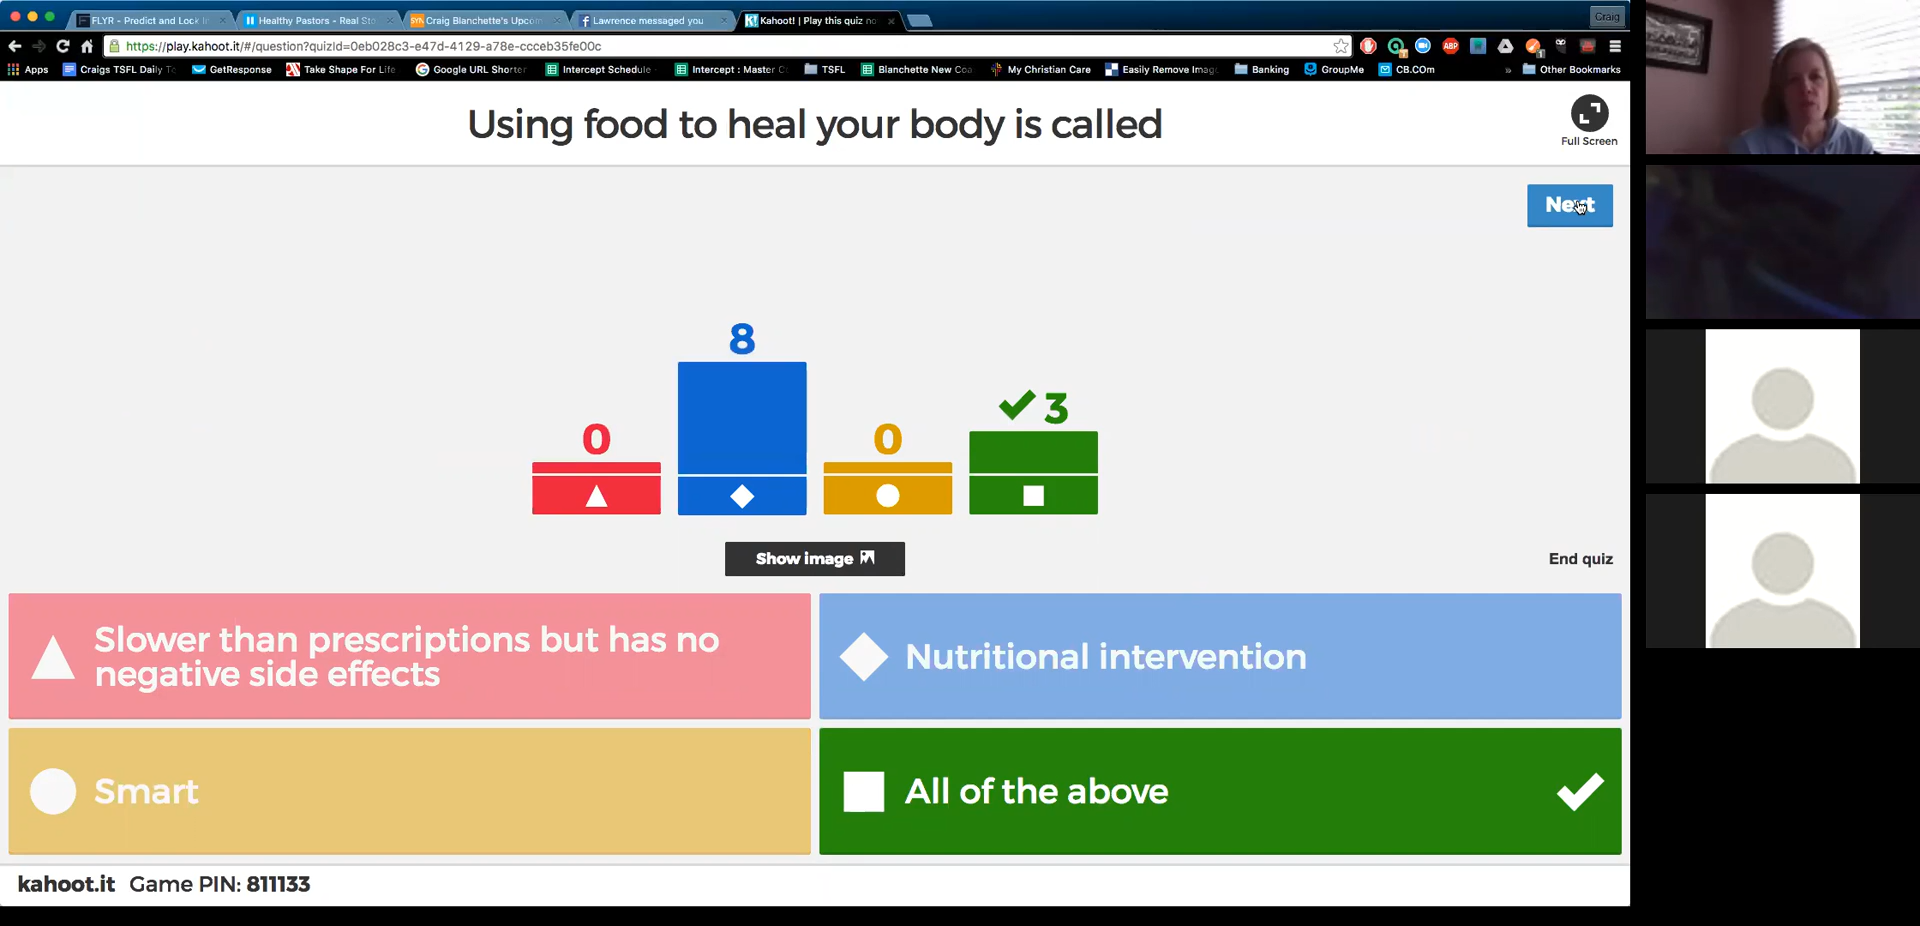 FLYR - Predict and Lock in
Healthy Pastors - Real Sto
Craig Blanchette's Upcom
Lawrence messaged you
Kahoot! | Play this quiz no
Craig
https://play.kahoot.it/#/question?quizId=0eb028c3-e47d-4129-a78e-ccceb35fe00c
Apps
Craigs TSFL Daily T
GetResponse
Take Shape For Life
Google URL Shorte
Intercept Schedule
Intercept : Master C
TSFL
Blanchette New Coa
My Christian Care
Easily Remove Imag
Banking
GroupMe
CB.COm
»
Other Bookmarks
Using food to heal your body is called
Full Screen
Next
0
8
0
3
Show image
End quiz
Slower than prescriptions but has no
negative side effects
Nutritional intervention
Smart
All of the above
kahoot.it Game PIN: 811133